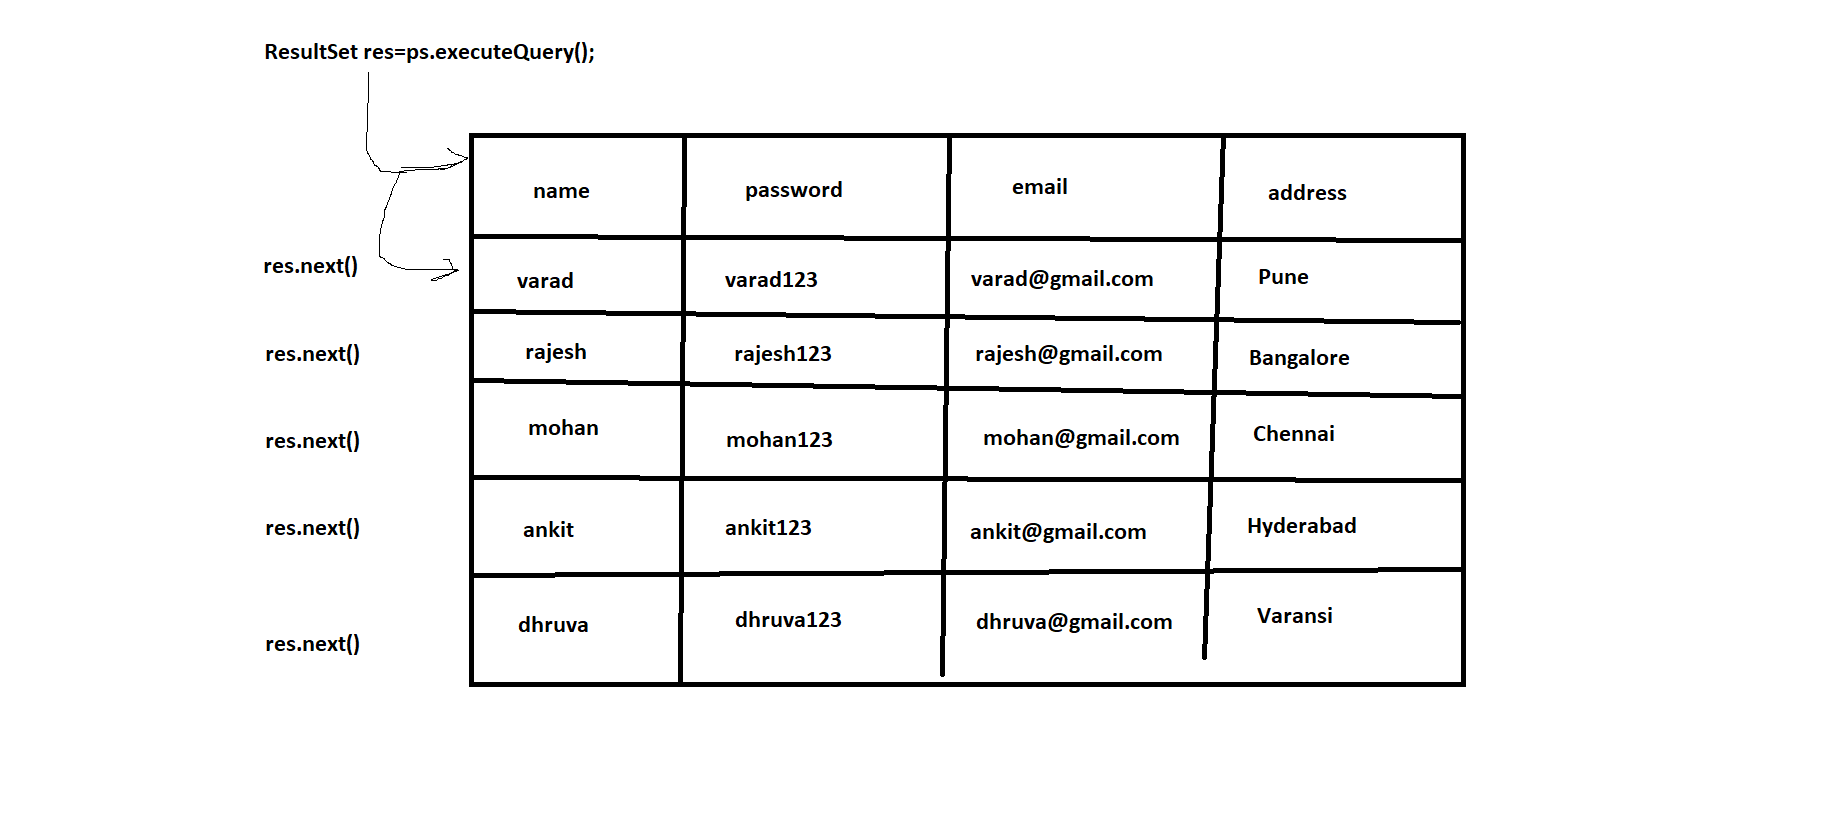 ResultSet res=ps.executeQuery();
name password email address
res.next() varad varad123 varad@gmail.com Pune
res.next() rajesh rajesh123 rajesh@gmail.com Bangalore
res.next() mohan mohan123 mohan@gmail.com Chennai
res.next() ankit ankit123 ankit@gmail.com Hyderabad
res.next() dhruva dhruva123 dhruva@gmail.com Varansi